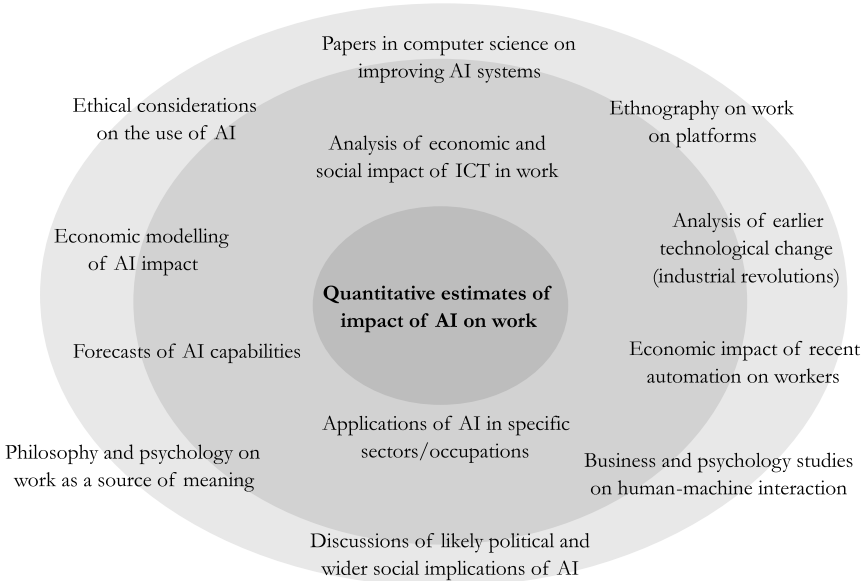 Papers in computer science on
improving AI systems
Ethical considerations
on the use of AI
Ethnography on work
on platforms
Analysis of economic and
social impact of ICT in work
Economic modelling
of AI impact
Analysis of earlier
technological change
(industrial revolutions)
Quantitative estimates of
impact of AI on work
Forecasts of AI capabilities
Economic impact of recent
automation on workers
Applications of AI in specific
sectors/occupations
Philosophy and psychology on
work as a source of meaning
Business and psychology studies
on human-machine interaction
Discussions of likely political and
wider social implications of AI